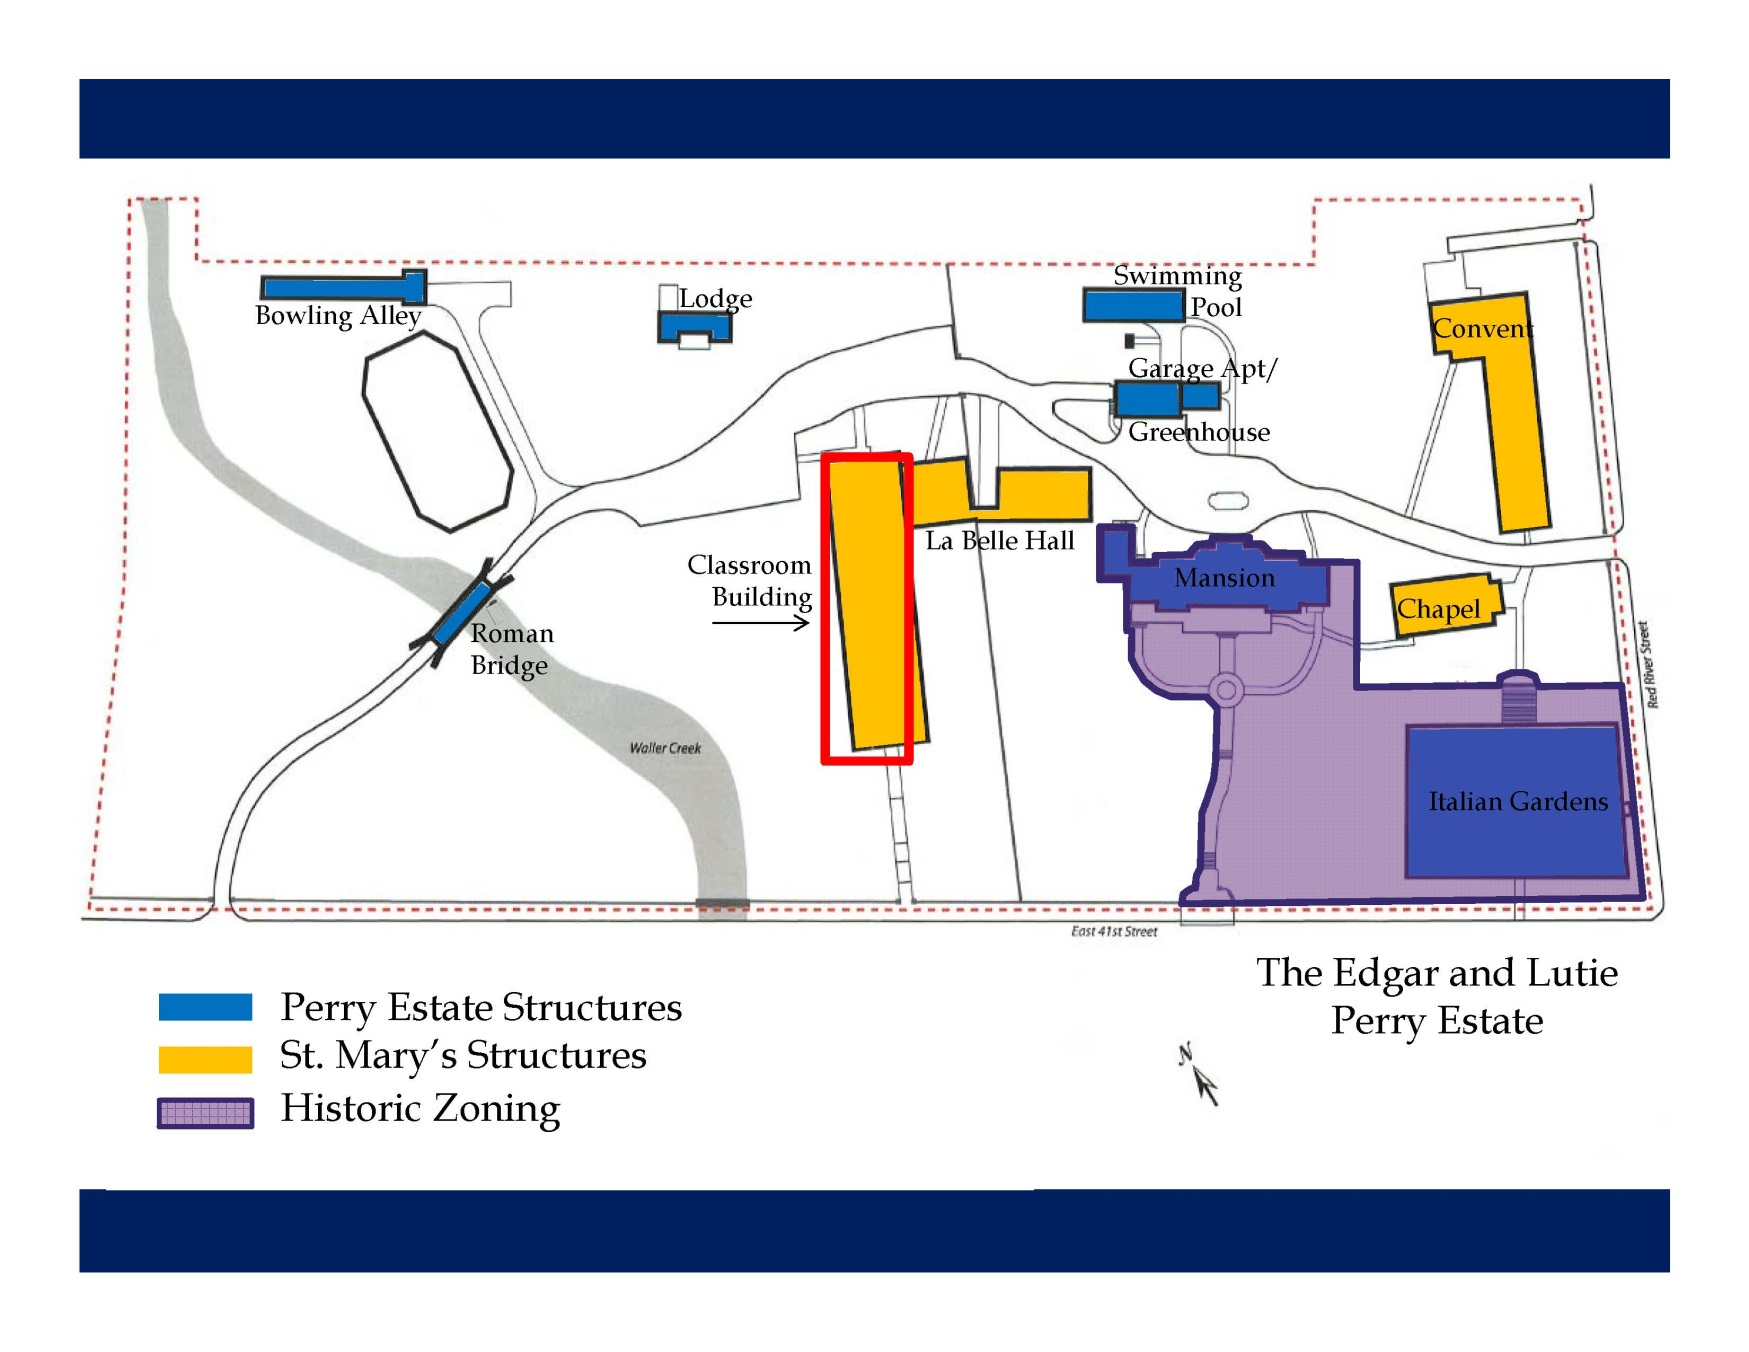 Swimming
Pool
Lodge
Bowling Alley
Convent
Garage Apt/
Greenhouse
La Belle Hall
Classroom
Building
Mansion
Chapel
Roman
Bridge
Red River Street
Waller Creek
Italian Gardens
East 41st Street
The Edgar and Lutie
Perry Estate
Perry Estate Structures
St. Mary's Structures
Historic Zoning
N